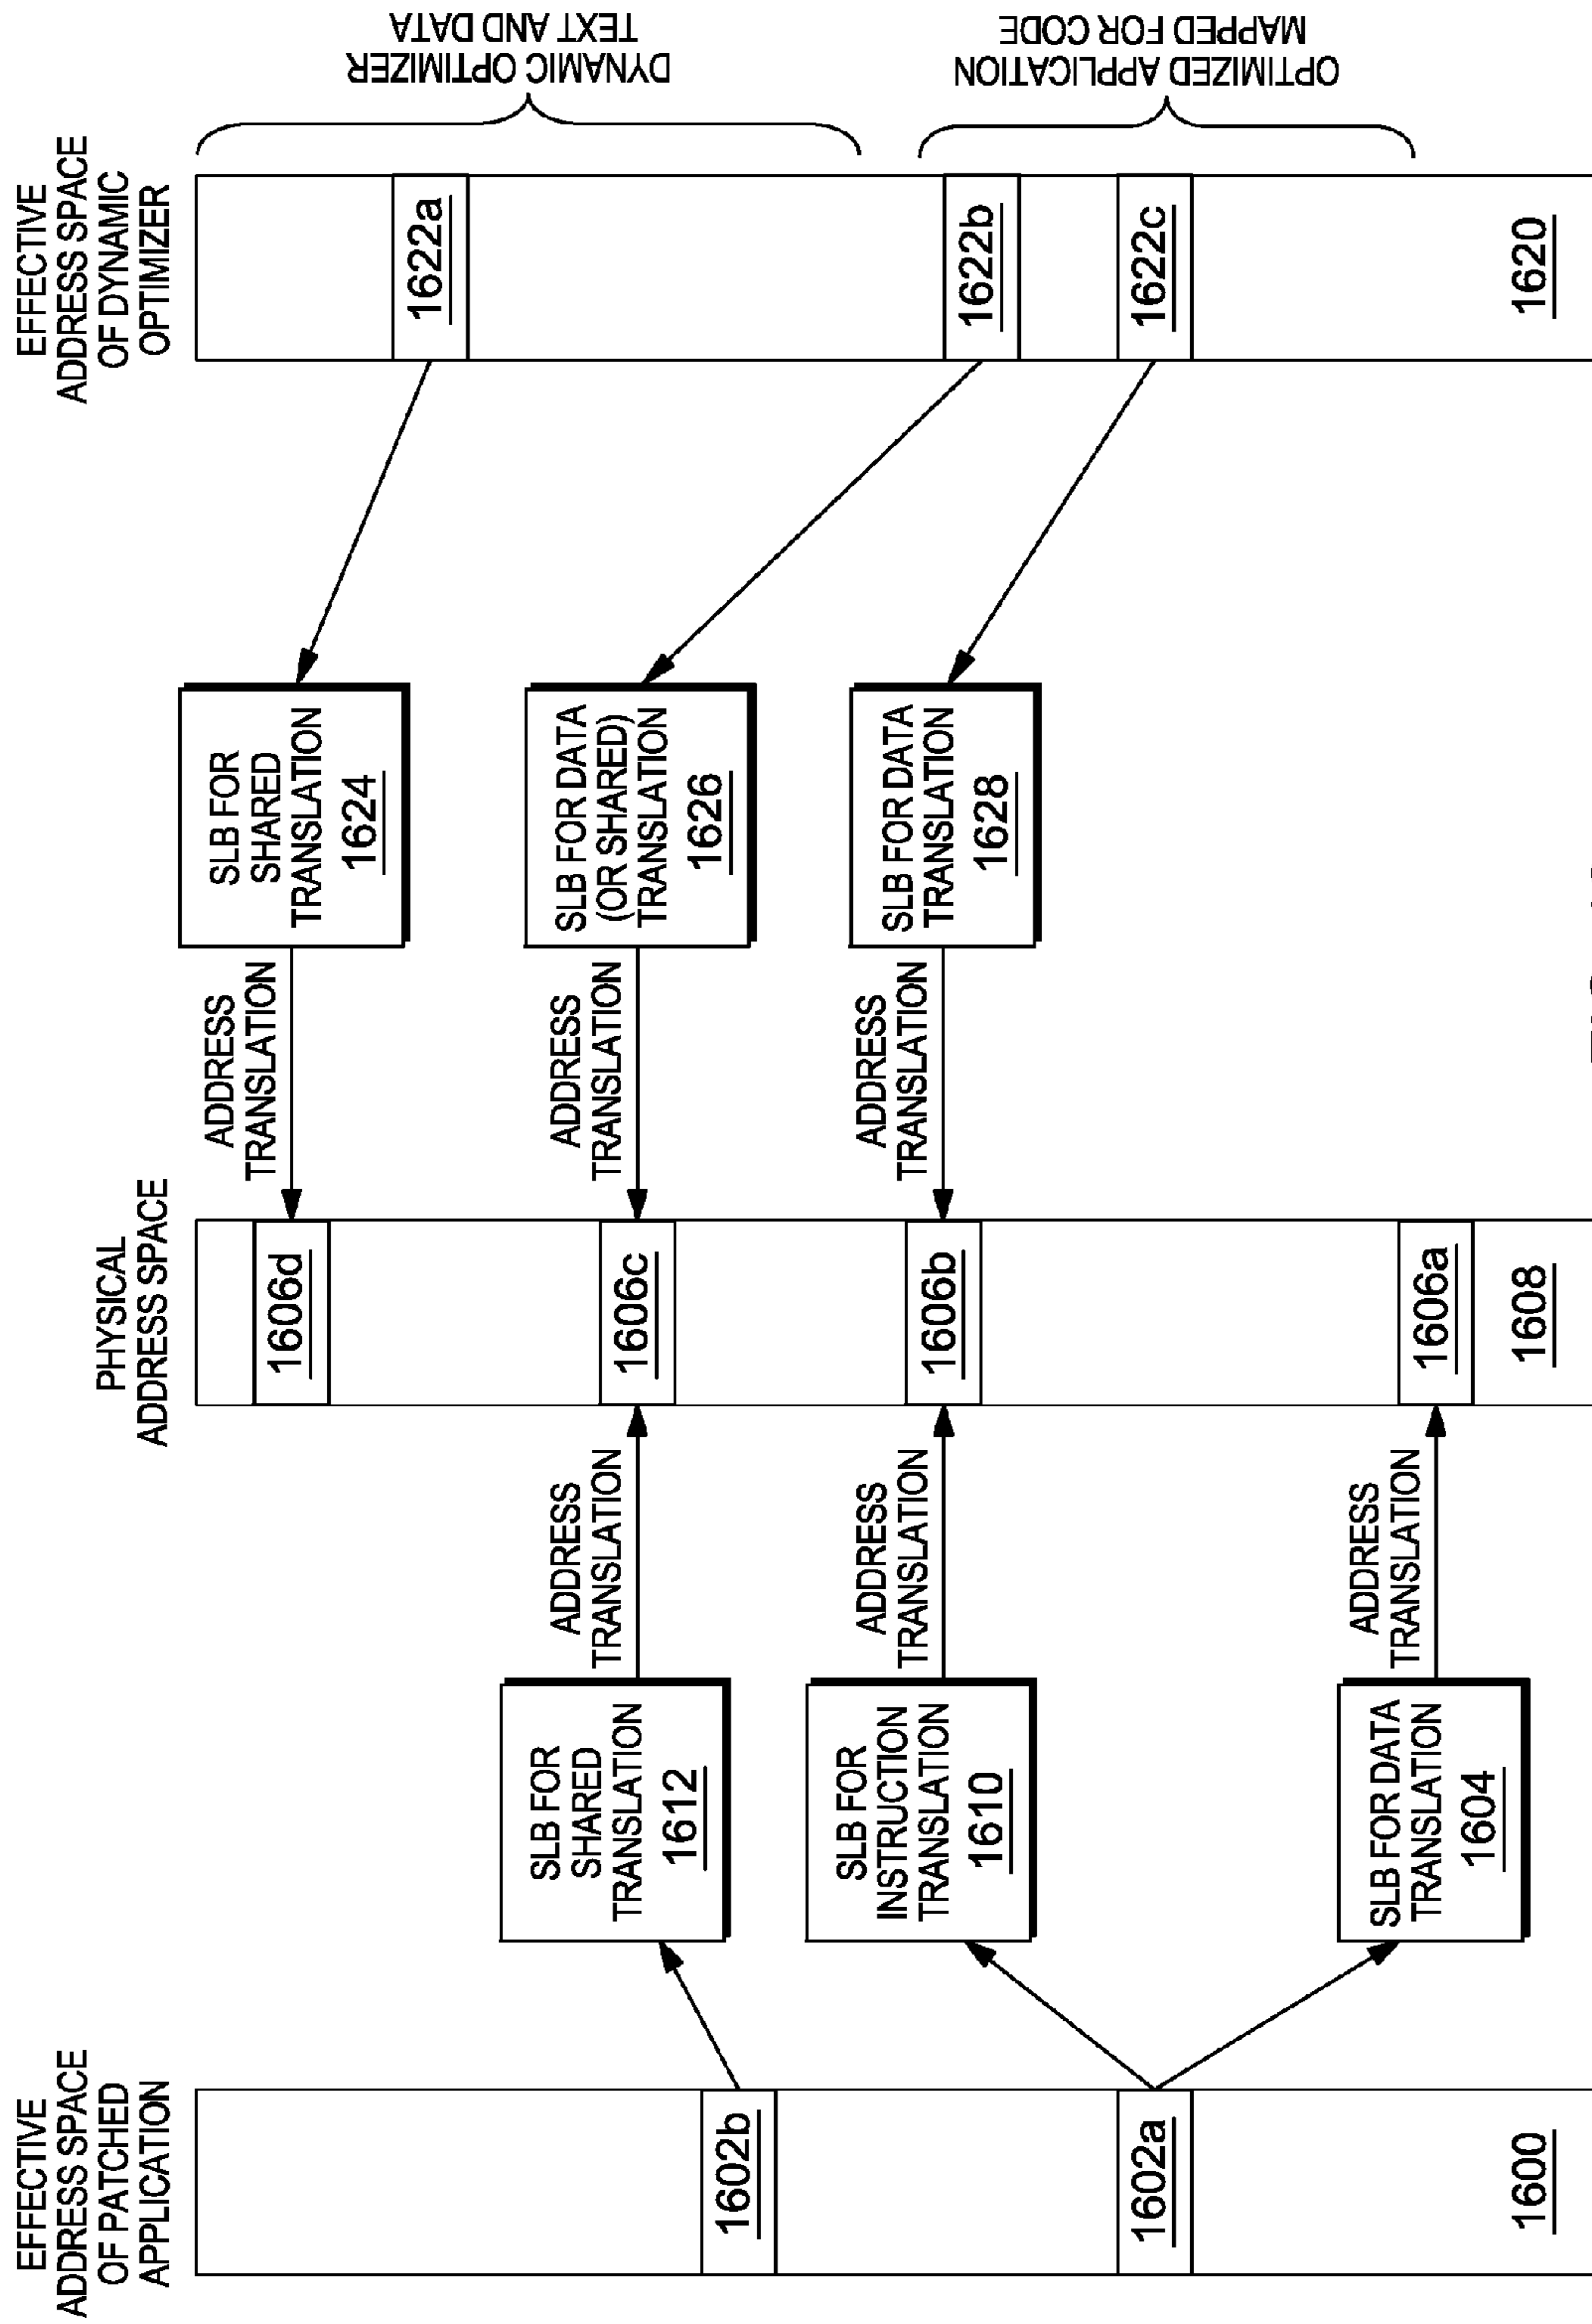 EFFECTIVE
ADDRESS SPACE
OF PATCHED
APPLICATION
1602b
1602a
1600
SLB FOR
SHARED
TRANSLATION
1612
SLB FOR
INSTRUCTION
TRANSLATION
1610
SLB FOR DATA
TRANSLATION
1604
ADDRESS
TRANSLATION
ADDRESS
TRANSLATION
ADDRESS
TRANSLATION
PHYSICAL
ADDRESS SPACE
1606d
1606c
1606b
1606a
1608
ADDRESS
TRANSLATION
ADDRESS
TRANSLATION
ADDRESS
TRANSLATION
SLB FOR
SHARED
TRANSLATION
1624
SLB FOR DATA
(OR SHARED)
TRANSLATION
1626
SLB FOR DATA
TRANSLATION
1628
EFFECTIVE
ADDRESS SPACE
OF DYNAMIC
OPTIMIZER
1622a
1622b
1622c
1620
DYNAMIC OPTIMIZER
TEXT AND DATA
OPTIMIZED APPLICATION
MAPPED FOR CODE